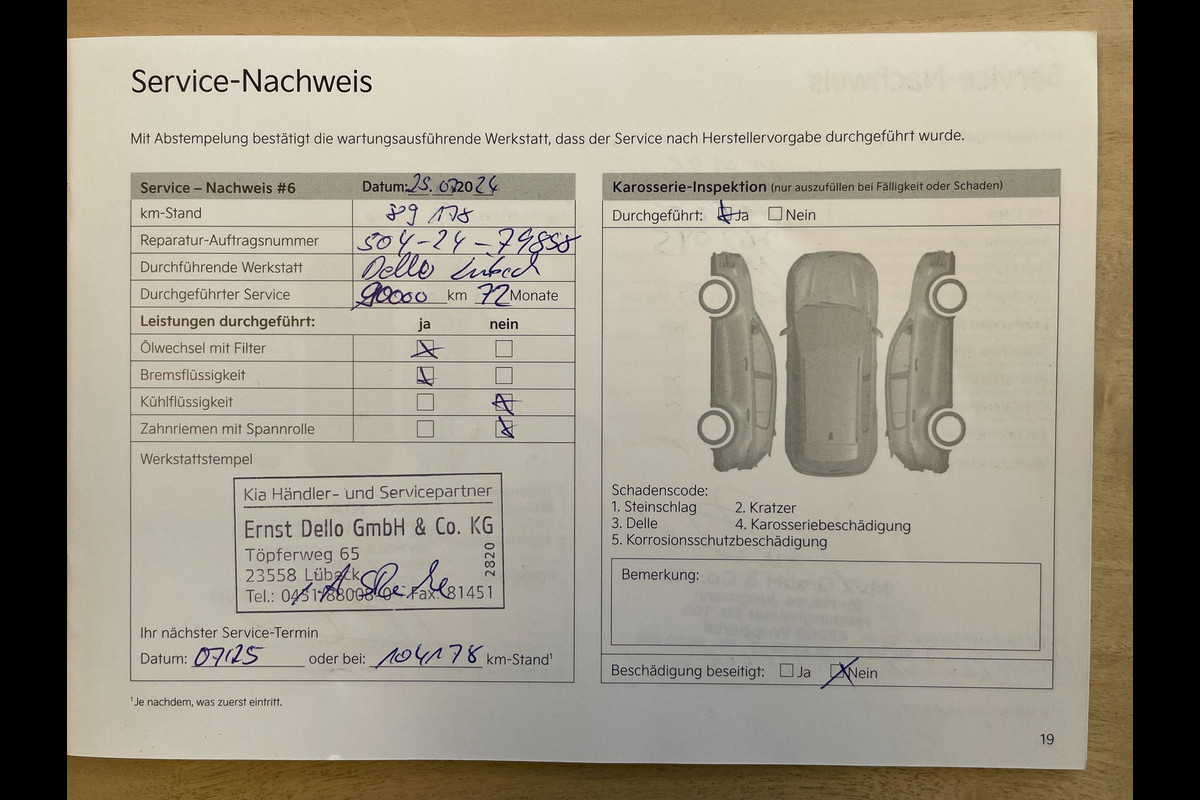 Service-Nachweis
Mit Abstempelung bestätigt die wartungsausführende Werkstatt, dass der Service nach Herstellervorgabe durchgeführt wurde.
Service – Nachweis #6 Datum: 25.07.2024
km-Stand 89 178
Reparatur-Auftragsnummer 504-24-79858
Durchführende Werkstatt Dello Lübeck
Durchgeführter Service 90000 km 72 Monate
Leistungen durchgeführt: ja nein
Ölwechsel mit Filter
Bremsflüssigkeit
Kühlflüssigkeit
Zahnriemen mit Spannrolle
Werkstattstempel
Kia Händler- und Servicepartner
Ernst Dello GmbH & Co. KG
Töpferweg 65
23558 Lübeck
Tel.: 0451/88008-0 Fax: 81451
2820
Ihr nächster Service-Termin
Datum: 07/25 oder bei: 104178 km-Stand¹
¹Je nachdem, was zuerst eintritt.
Karosserie-Inspektion (nur auszufüllen bei Fälligkeit oder Schaden)
Durchgeführt: Ja Nein
Schadenscode:
1. Steinschlag 2. Kratzer
3. Delle 4. Karosseriebeschädigung
5. Korrosionsschutzbeschädigung
Bemerkung:
Beschädigung beseitigt: Ja Nein
19